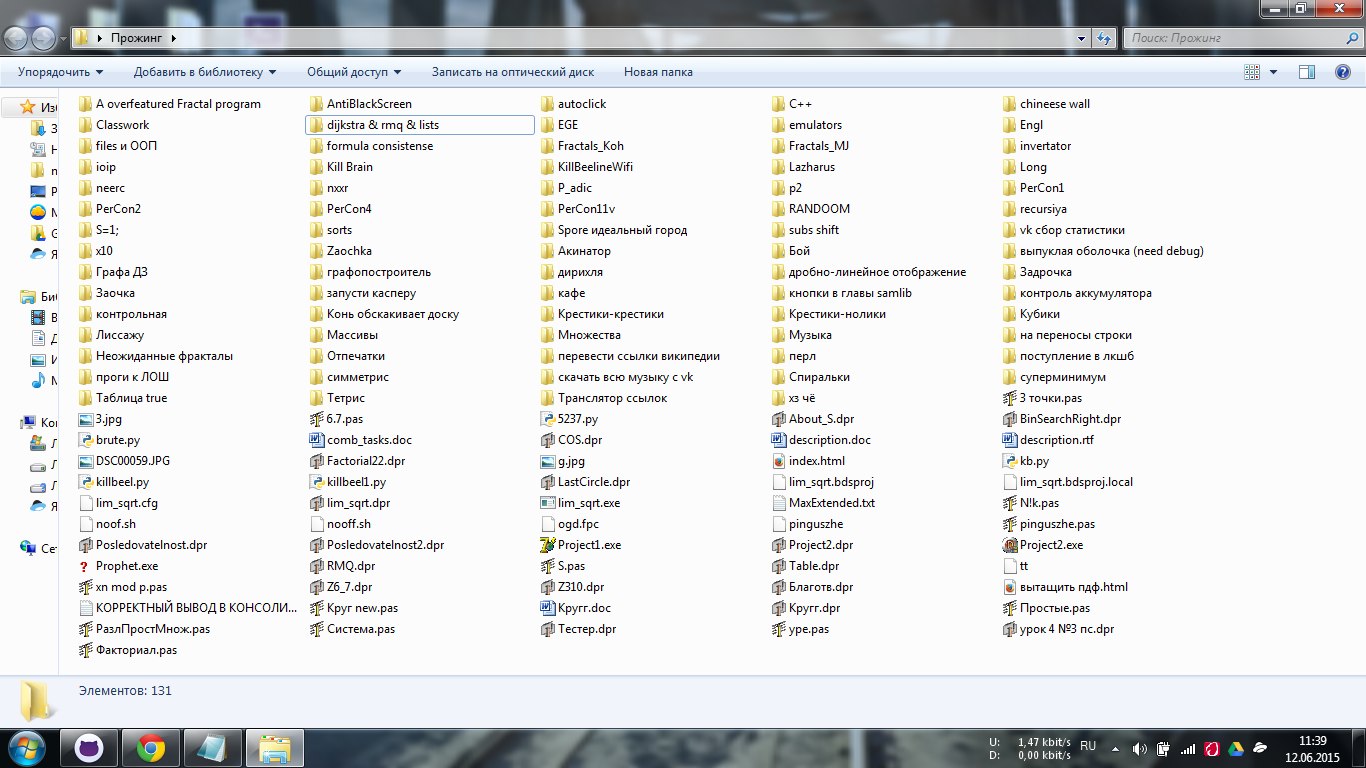 Прожинг
Поиск: Прожинг
Упорядочить Добавить в библиотеку Общий доступ Записать на оптический диск Новая папка
A overfeatured Fractal program AntiBlackScreen autoclick C++ chineese wall
Classwork dijkstra & rmq & lists EGE emulators Engl
files и ООП formula consistense Fractals_Koh Fractals_MJ invertator
ioip Kill Brain KillBeelineWifi Lazharus Long
neerc nxxr P_adic p2 PerCon1
PerCon2 PerCon4 PerCon11v RANDOOM recursiya
S=1; sorts Spore идеальный город subs shift vk сбор статистики
x10 Zaochka Акинатор Бой выпуклая оболочка (need debug)
Графа ДЗ графопостроитель дирихля дробно-линейное отображение Задрочка
Заочка запусти касперу кафе кнопки в главы samlib контроль аккумулятора
контрольная Конь обскакивает доску Крестики-крестики Крестики-нолики Кубики
Лиссажу Массивы Множества Музыка на переносы строки
Неожиданные фракталы Отпечатки перевести ссылки википедии перл поступление в лкшб
проги к ЛОШ симметрис скачать всю музыку с vk Спиральки суперминимум
Таблица true Тетрис Транслятор ссылок хз чё 3 точки.pas
3.jpg 6.7.pas 5237.py About_S.dpr BinSearchRight.dpr
brute.py comb_tasks.doc COS.dpr description.doc description.rtf
DSC00059.JPG Factorial22.dpr g.jpg index.html kb.py
killbeel.py killbeel1.py LastCircle.dpr lim_sqrt.bdsproj lim_sqrt.bdsproj.local
lim_sqrt.cfg lim_sqrt.dpr lim_sqrt.exe MaxExtended.txt N!k.pas
noof.sh nooff.sh ogd.fpc pinguszhe pinguszhe.pas
Posledovatelnost.dpr Posledovatelnost2.dpr Project1.exe Project2.dpr Project2.exe
Prophet.exe RMQ.dpr S.pas Table.dpr tt
xn mod p.pas Z6_7.dpr Z310.dpr Благотв.dpr вытащить пдф.html
КОРРЕКТНЫЙ ВЫВОД В КОНСОЛИ... Круг new.pas Кругг.doc Кругг.dpr Простые.pas
РазлПростМнож.pas Система.pas Тестер.dpr уре.pas урок 4 №3 пс.dpr
Факториал.pas
Элементов: 131
U: 1,47 kbit/s RU 11:39
D: 0,00 kbit/s 12.06.2015